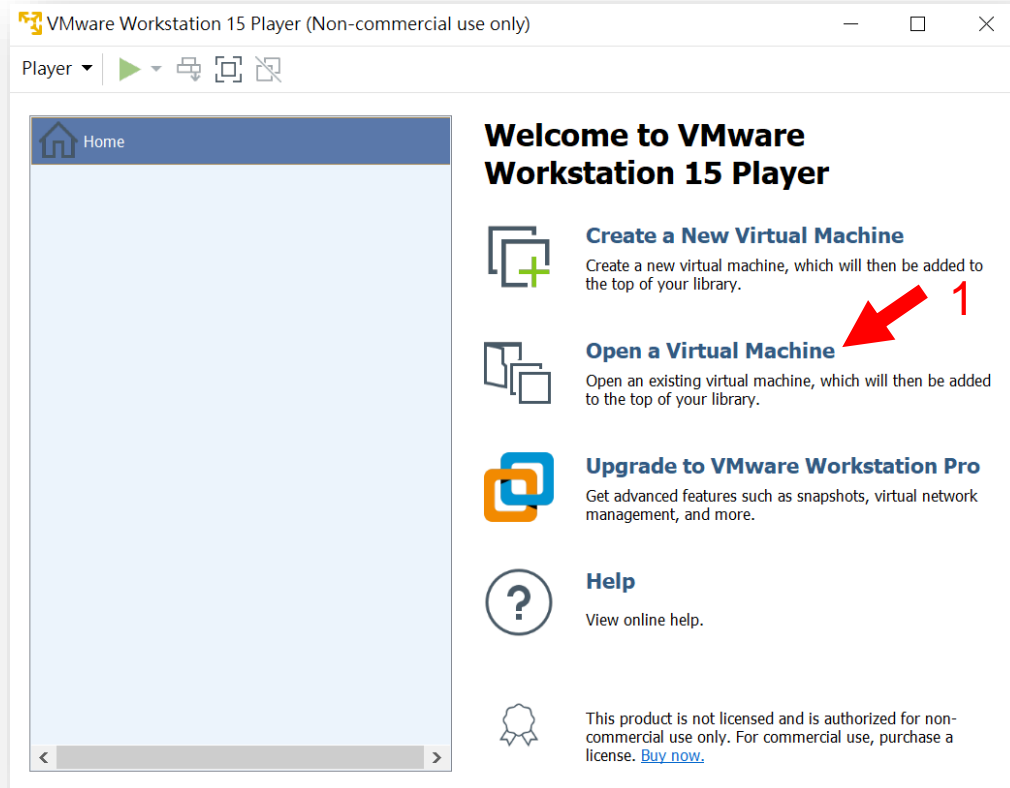 VMware Workstation 15 Player (Non-commercial use only)
Player
Home
Welcome to VMware
Workstation 15 Player
Create a New Virtual Machine
Create a new virtual machine, which will then be added to
the top of your library.
1
Open a Virtual Machine
Open an existing virtual machine, which will then be added
to the top of your library.
Upgrade to VMware Workstation Pro
Get advanced features such as snapshots, virtual network
management, and more.
?
Help
View online help.
This product is not licensed and is authorized for non-
commercial use only. For commercial use, purchase a
license. Buy now.